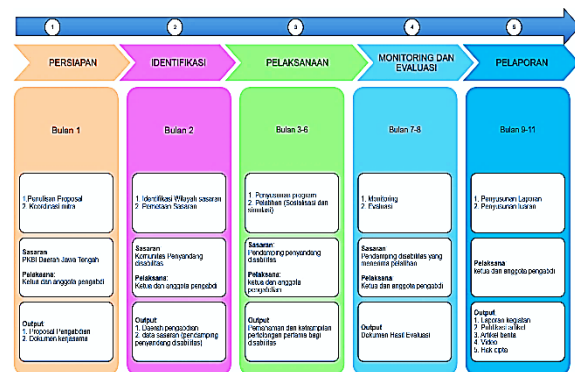 1
2
3
4
5
PERSIAPAN
IDENTIFIKASI
PELAKSANAAN
MONITORING DAN
EVALUASI
PELAPORAN
Bulan 1
1.Penulisan Proposal
2. Koordinasi mitra
Sasaran
PKBI Daerah Jawa Tengah
Pelaksana:
Ketua dan anggota pengabdi
Output
1. Proposal Pengabdian
2. Dokumen kerjasama
Bulan 2
1. Identifikasi Wilayah sasaran
2. Pemetaan Sasaran
Sasaran
Komunitas Penyandang
disabilitas
Pelaksana:
Ketua dan anggota pengabdi
Output
1. Daerah pengabdian
2. data sasaran (pendamping
penyandang disabilitas)
Bulan 3-6
1. Penyusunan program
2. Pelatihan (Sosialisasi dan
simulasi)
Sasaran:
Pendamping penyandang
disabilitas
Pelaksana:
Ketua dan anggota
pengabdian
Output
Pemahaman dan ketrampilan
pertolongan pertama bagi
disabilitas
Bulan 7-8
1. Monitoring
2. Evaluasi
Sasaran:
Pendamping disabilitas yang
menerima pelatihan
Pelaksana:
Ketua dan anggota pengabdi
Output
Dokumen Hasil Evaluasi
Bulan 9-11
1. Penyusunan Laporan
2. Penyusunan luaran
Pelaksana:
ketua dan anggota pengabdi
Output
1. Laporan kegiatan
2. Publikasi artikel
3. Artikel berita
4. Video
5. Hak cipta